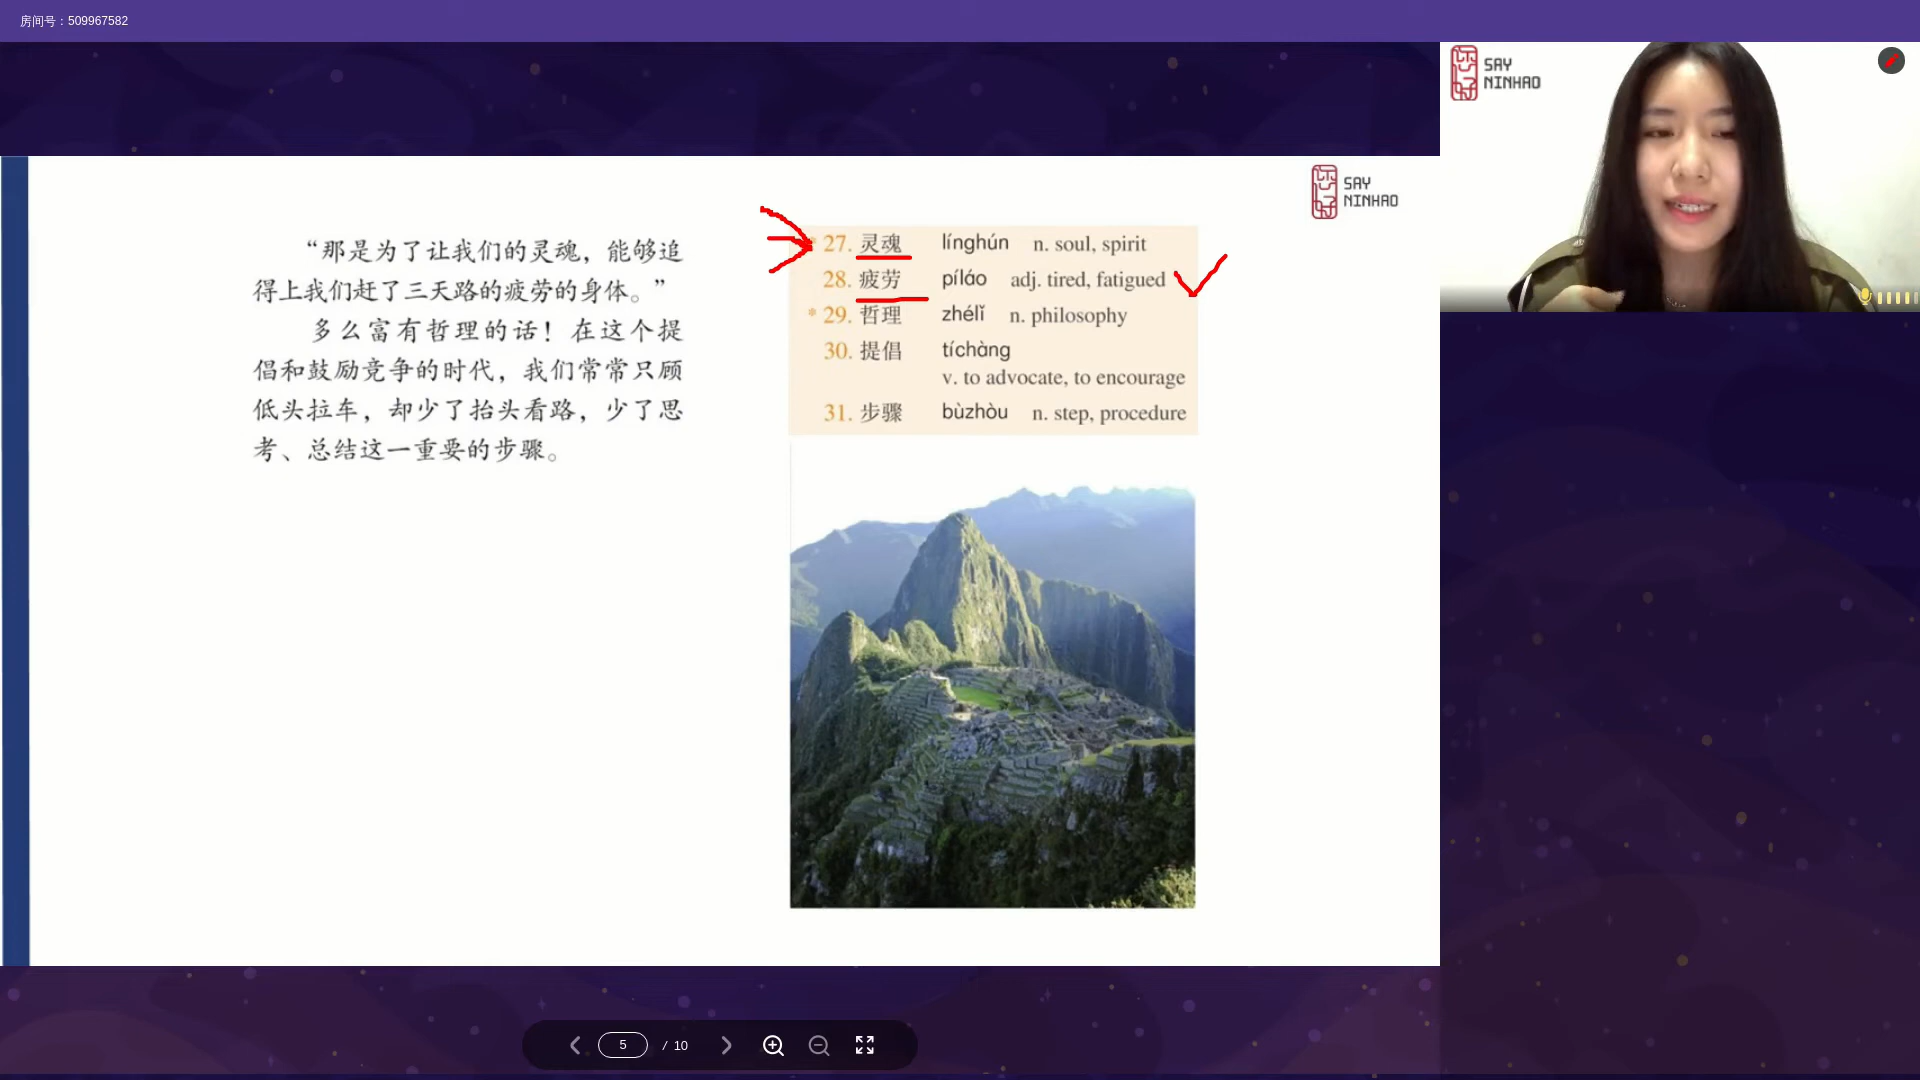 房间号：509967582
SAY
NINHAO
SAY
NINHAO
“那是为了让我们的灵魂，能够追
得上我们赶了三天路的疲劳的身体。”
多么富有哲理的话！在这个提
倡和鼓励竞争的时代，我们常常只顾
低头拉车，却少了抬头看路，少了思
考、总结这一重要的步骤。
* 27. 灵魂 línghún n. soul, spirit
28. 疲劳 píláo adj. tired, fatigued
* 29. 哲理 zhélǐ n. philosophy
30. 提倡 tíchàng
v. to advocate, to encourage
31. 步骤 bùzhòu n. step, procedure
5 / 10